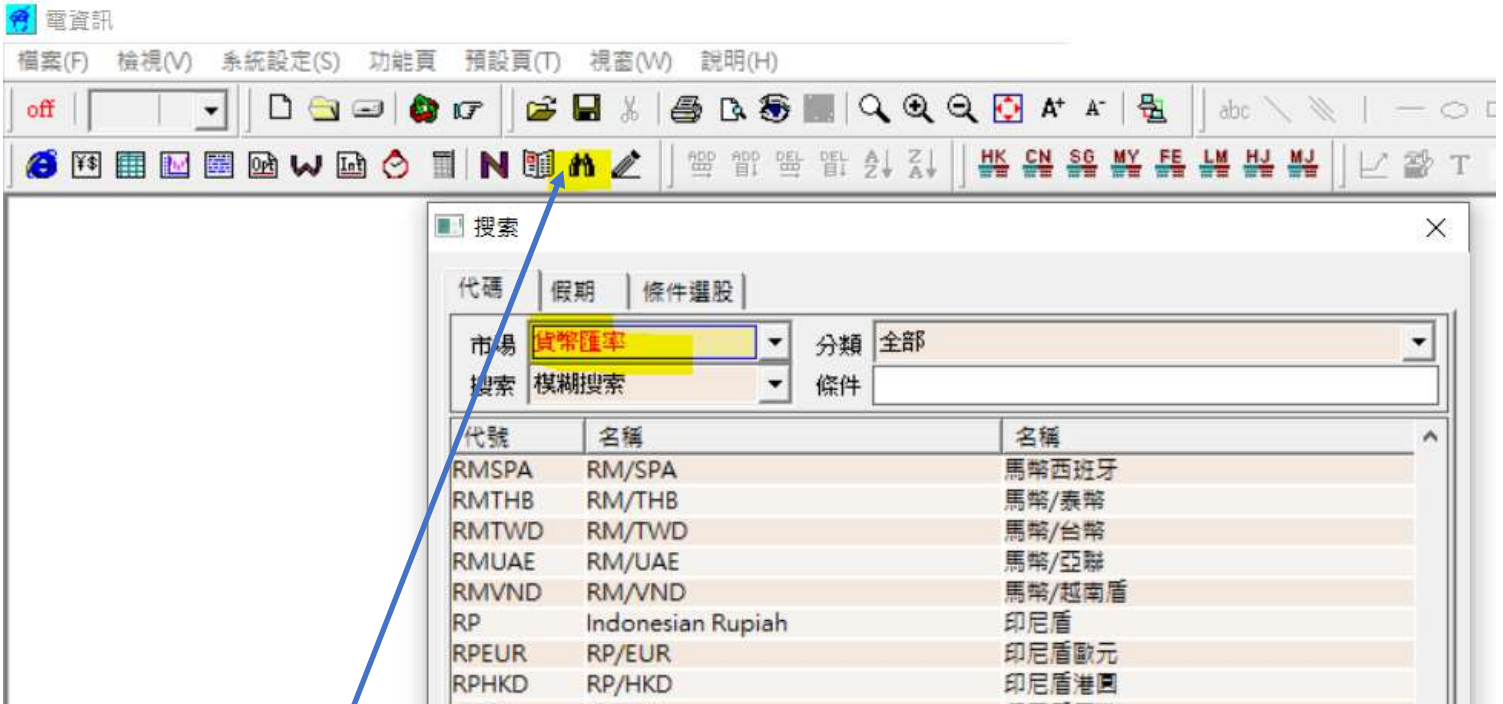 電資訊
檔案(F) 檢視(V) 系統設定(S) 功能頁 預設頁(T) 視窗(W) 說明(H)
off A⁺ A⁻ abc
¥$ Opt W Int N ADD ADD DEL DEL A Z Z A HK CN SG MY FE LM HJ MJ T
搜索
代碼 假期 條件選股
市場 貨幣匯率 分類 全部
搜索 模糊搜索 條件
代號 名稱 名稱
RMSPA RM/SPA 馬幣西班牙
RMTHB RM/THB 馬幣/泰幣
RMTWD RM/TWD 馬幣/台幣
RMUAE RM/UAE 馬幣/亞聯
RMVND RM/VND 馬幣/越南盾
RP Indonesian Rupiah 印尼盾
RPEUR RP/EUR 印尼盾歐元
RPHKD RP/HKD 印尼盾港圓